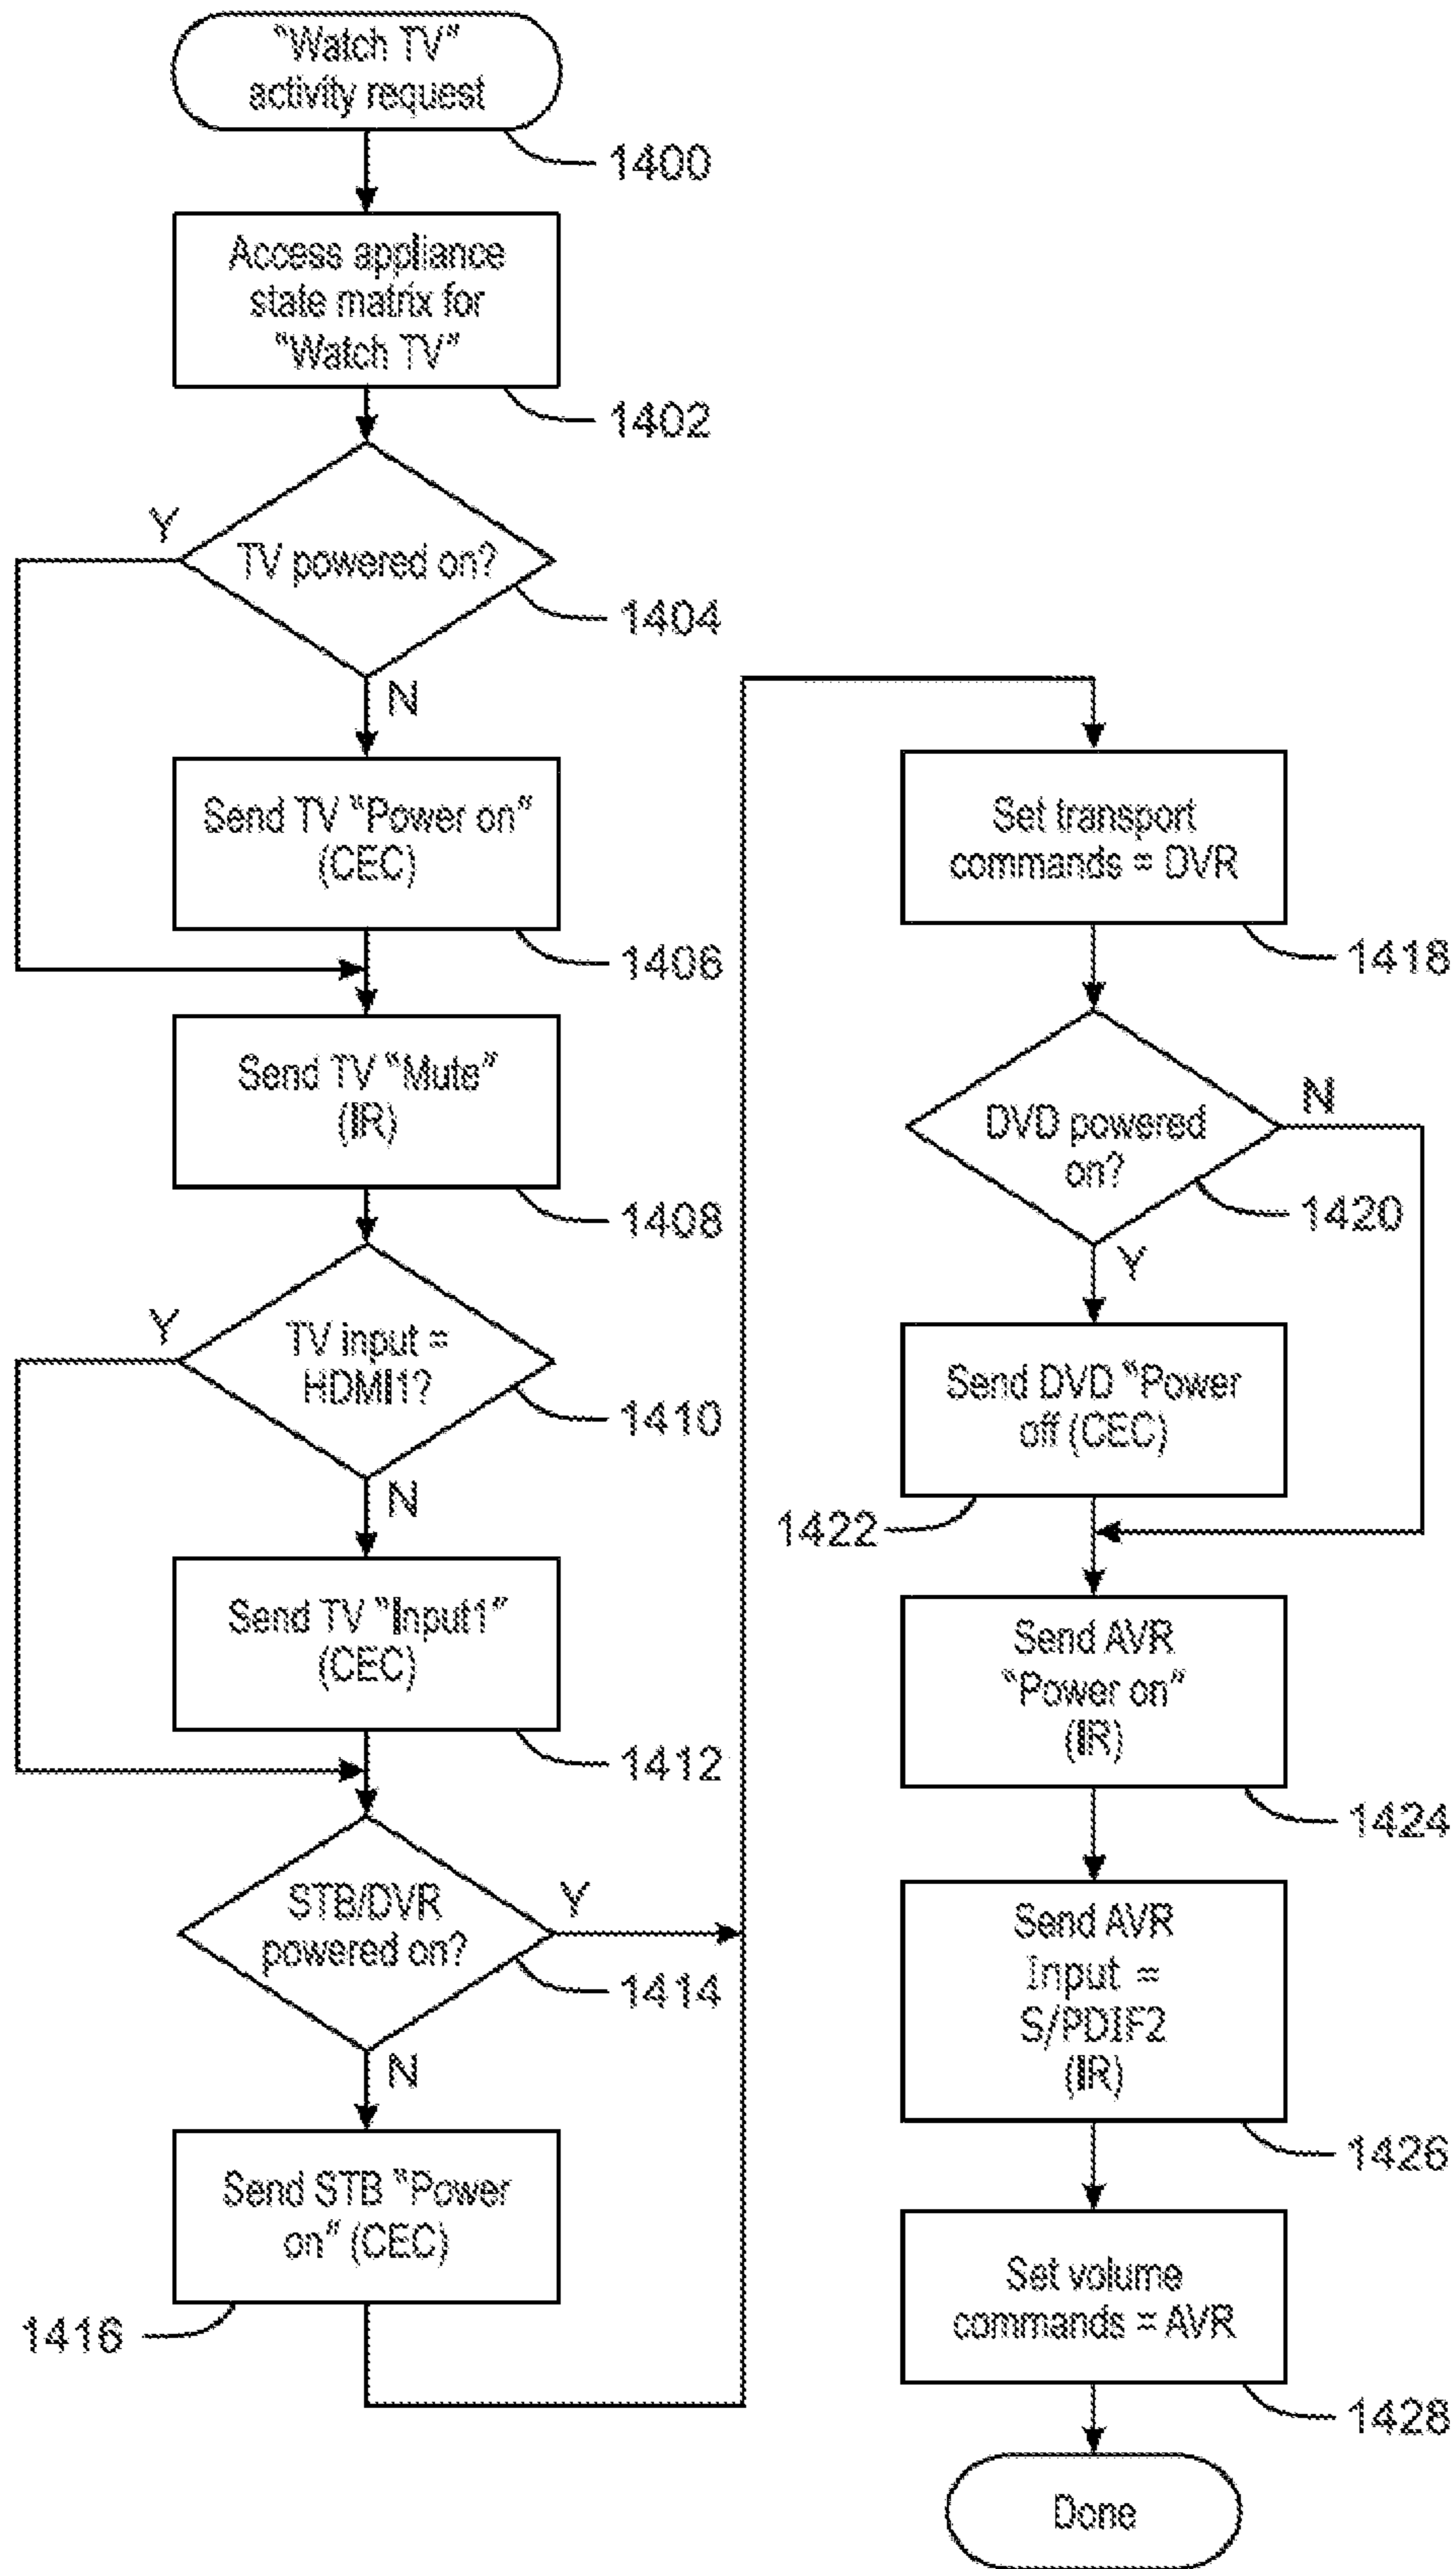 “Watch TV”
activity request
1400
Access appliance
state matrix for
“Watch TV”
1402
TV powered on?
Y
1404
N
Send TV “Power on”
(CEC)
1406
Send TV “Mute”
(IR)
1408
Y
TV input =
HDMI1?
1410
N
Send TV “Input1”
(CEC)
1412
STB/DVR
powered on?
Y
1414
N
Send STB “Power
on” (CEC)
1416
Set transport
commands = DVR
1418
DVD powered
on?
N
1420
Y
Send DVD “Power
off (CEC)
1422
Send AVR
“Power on”
(IR)
1424
Send AVR
Input =
S/PDIF2
(IR)
1426
Set volume
commands = AVR
1428
Done